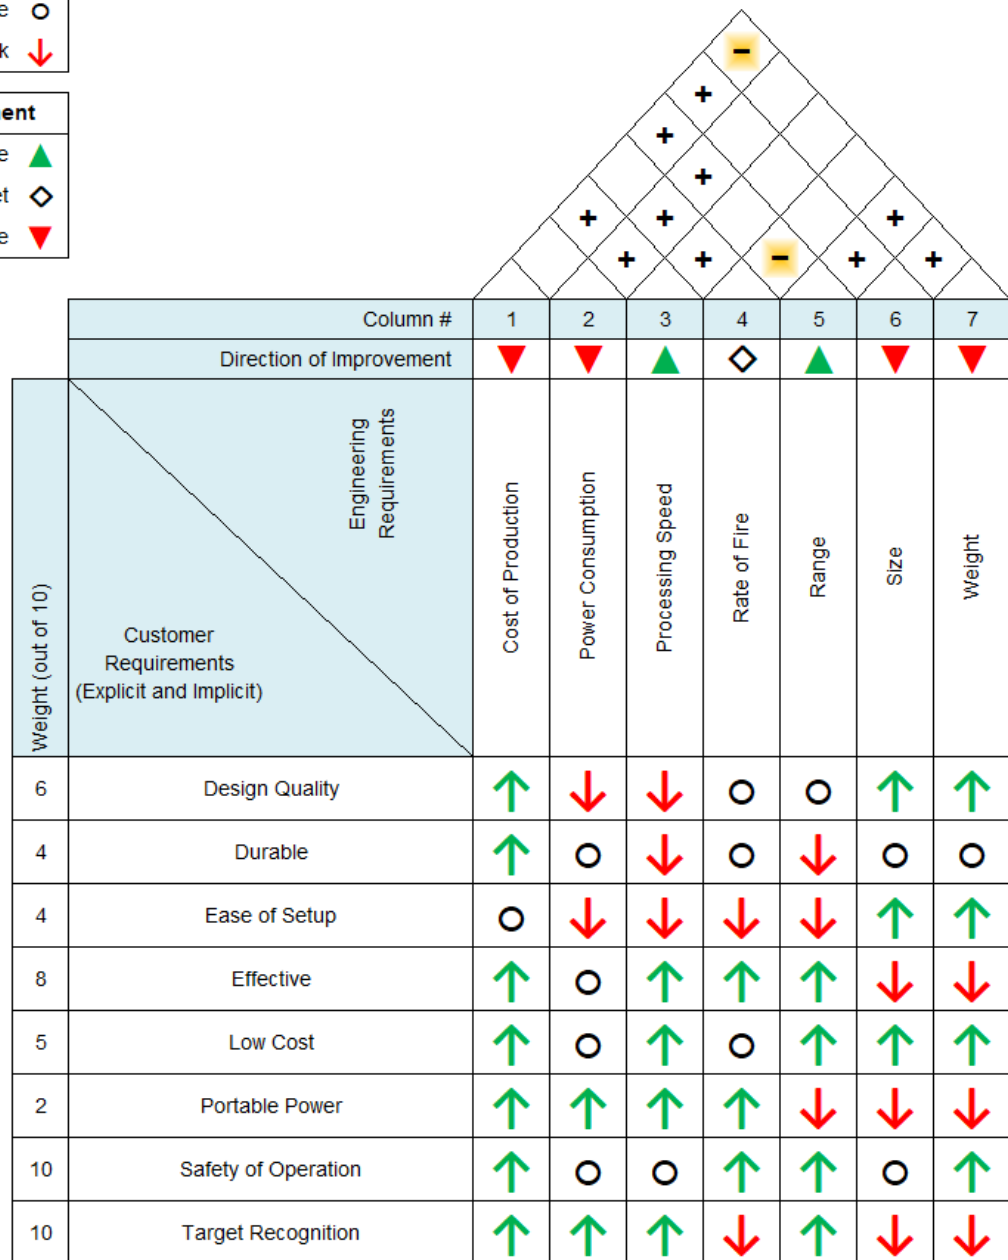 e
k
ent
e
t
e
−
+
+
+
+ + +
+ + − + +
Column # 1 2 3 4 5 6 7
Direction of Improvement
Weight (out of 10)
Engineering
Requirements
Customer
Requirements
(Explicit and Implicit)
Cost of Production
Power Consumption
Processing Speed
Rate of Fire
Range
Size
Weight
6 Design Quality ↑ ↓ ↓ ○ ○ ↑ ↑
4 Durable ↑ ○ ↓ ○ ↓ ○ ○
4 Ease of Setup ○ ↓ ↓ ↓ ↓ ↑ ↑
8 Effective ↑ ○ ↑ ↑ ↑ ↓ ↓
5 Low Cost ↑ ○ ↑ ○ ↑ ↑ ↑
2 Portable Power ↑ ↑ ↑ ↑ ↓ ↓ ↓
10 Safety of Operation ↑ ○ ○ ↑ ↑ ○ ↑
10 Target Recognition ↑ ↑ ↑ ↓ ↑ ↓ ↓